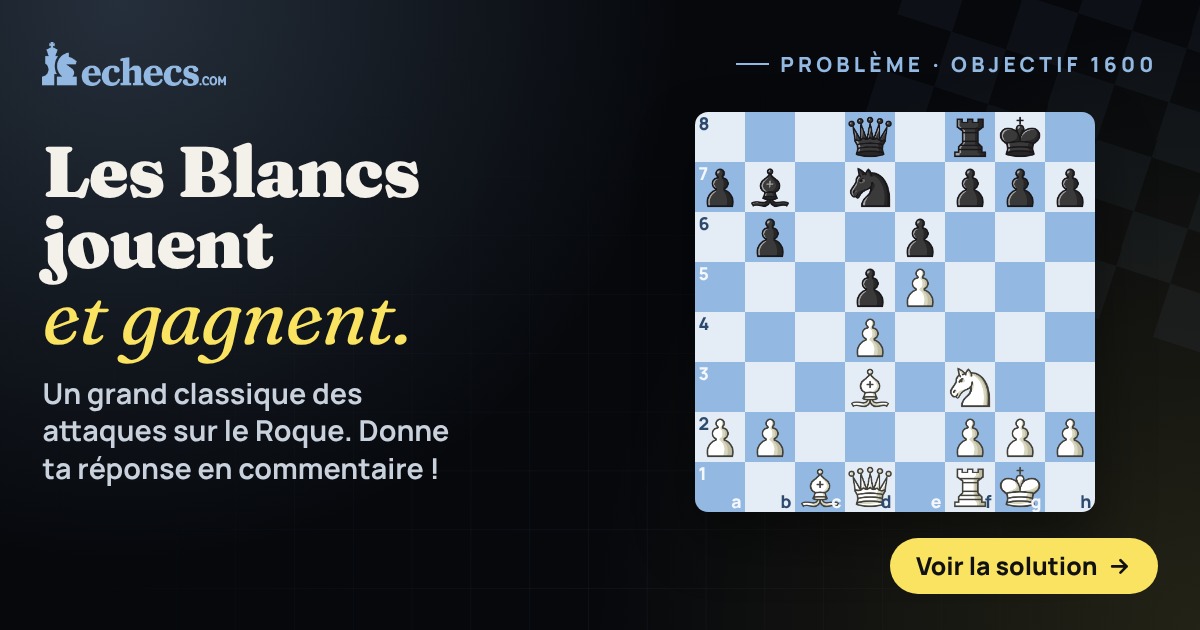 echecs.COM
PROBLÈME · OBJECTIF 1600
Les Blancs
jouent
et gagnent.
Un grand classique des
attaques sur le Roque. Donne
ta réponse en commentaire !
8
7
6
5
4
3
2
1
a b c d e f g h
Voir la solution →